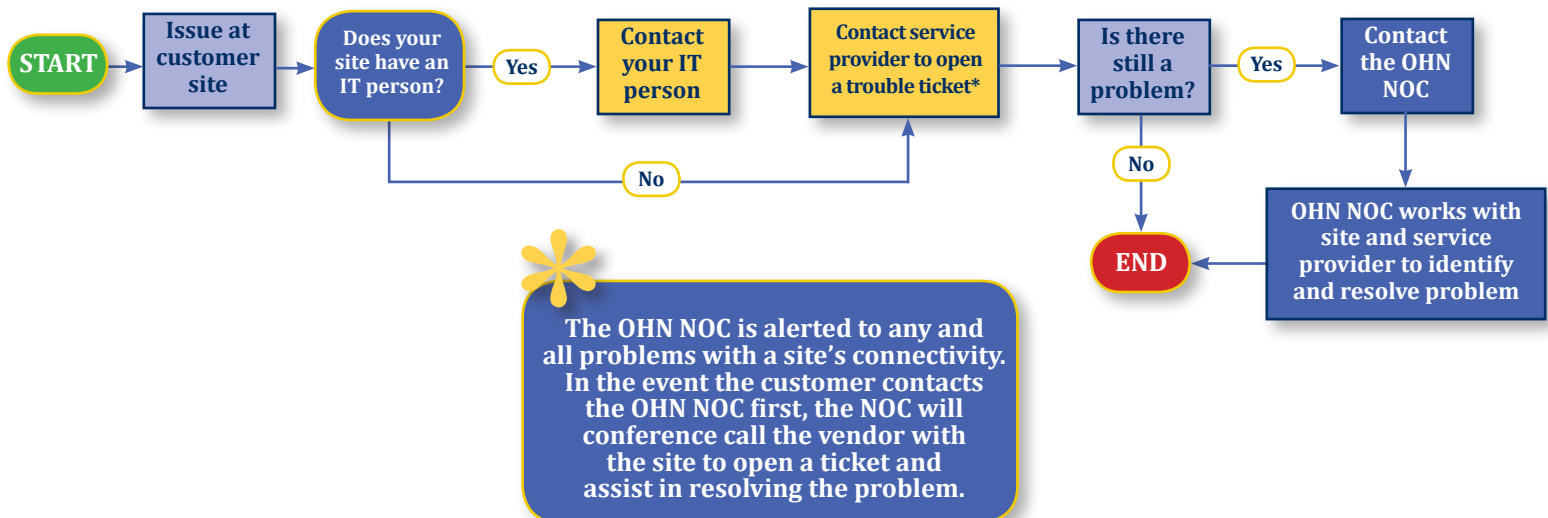 START
Issue at
customer
site
Does your
site have an
IT person?
Yes
Contact
your IT
person
Contact service
provider to open
a trouble ticket*
Is there
still a
problem?
Yes
Contact
the OHN
NOC
No
No
OHN NOC works with
site and service
provider to identify
and resolve problem
END
*
The OHN NOC is alerted to any and
all problems with a site’s connectivity.
In the event the customer contacts
the OHN NOC first, the NOC will
conference call the vendor with
the site to open a ticket and
assist in resolving the problem.